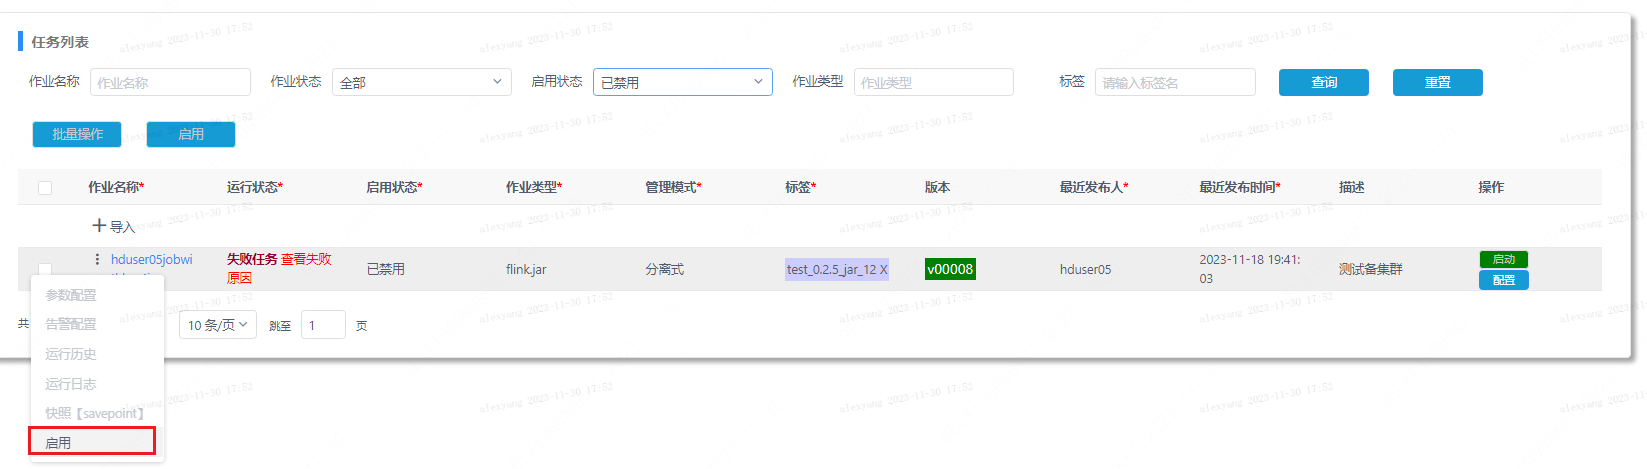 任务列表
作业名称 作业名称 作业状态 全部 启用状态 已禁用 作业类型 作业类型 标签 请输入标签名 查询 重置
批量操作 启用
作业名称* 运行状态* 启用状态* 作业类型* 管理模式* 标签* 版本 最近发布人* 最近发布时间* 描述 操作
导入
hduser05jobwi 失败任务 查看失败原因 已禁用 flink.jar 分离式 test_0.2.5_jar_12 X v00008 hduser05 2023-11-18 19:41:03 测试备集群 启动 配置
共 10 条/页 跳至 1 页
参数配置
告警配置
运行历史
运行日志
快照【savepoint】
启用
alexyang 2023-11-30 17:52